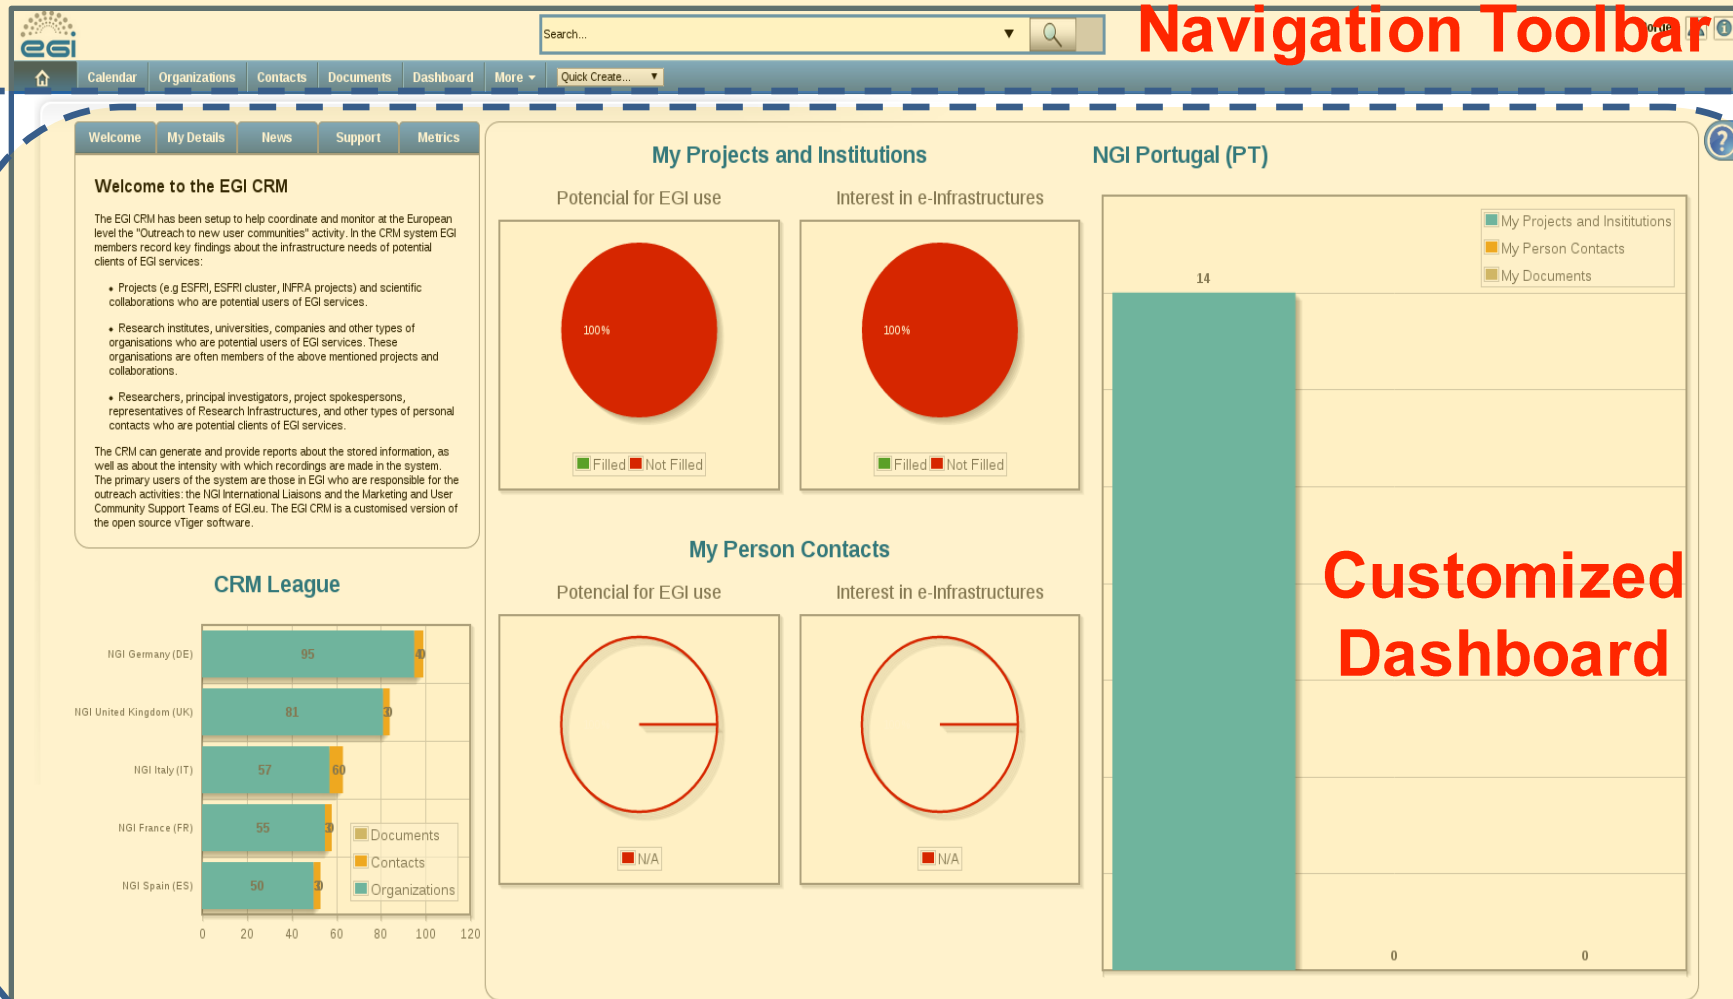 Navigation Toolbar
egi
Search...
Calendar
Organizations
Contacts
Documents
Dashboard
More
Quick Create...
Welcome
My Details
News
Support
Metrics
Welcome to the EGI CRM
The EGI CRM has been setup to help coordinate and monitor at the European
level the "Outreach to new user communities" activity. In the CRM system EGI
members record key findings about the infrastructure needs of potential
clients of EGI services:
• Projects (e.g ESFRI, ESFRI cluster, INFRA projects) and scientific
collaborations who are potential users of EGI services.
• Research institutes, universities, companies and other types of
organisations who are potential users of EGI services. These
organisations are often members of the above mentioned projects and
collaborations.
• Researchers, principal investigators, project spokespersons,
representatives of Research Infrastructures, and other types of personal
contacts who are potential clients of EGI services.
The CRM can generate and provide reports about the stored information, as
well as about the intensity with which recordings are made in the system.
The primary users of the system are those in EGI who are responsible for the
outreach activities: the NGI International Liaisons and the Marketing and User
Community Support Teams of EGI.eu. The EGI CRM is a customised version of
the open source vTiger software.
CRM League
NGI Germany (DE)
95
4
0
NGI United Kingdom (UK)
81
3
0
NGI Italy (IT)
57
6
0
NGI France (FR)
55
3
0
NGI Spain (ES)
50
3
0
Documents
Contacts
Organizations
0
20
40
60
80
100
120
My Projects and Institutions
Potencial for EGI use
100%
Filled
Not Filled
Interest in e-Infrastructures
100%
Filled
Not Filled
My Person Contacts
Potencial for EGI use
N/A
Interest in e-Infrastructures
N/A
NGI Portugal (PT)
My Projects and Insititutions
My Person Contacts
My Documents
14
0
0
Customized
Dashboard
?